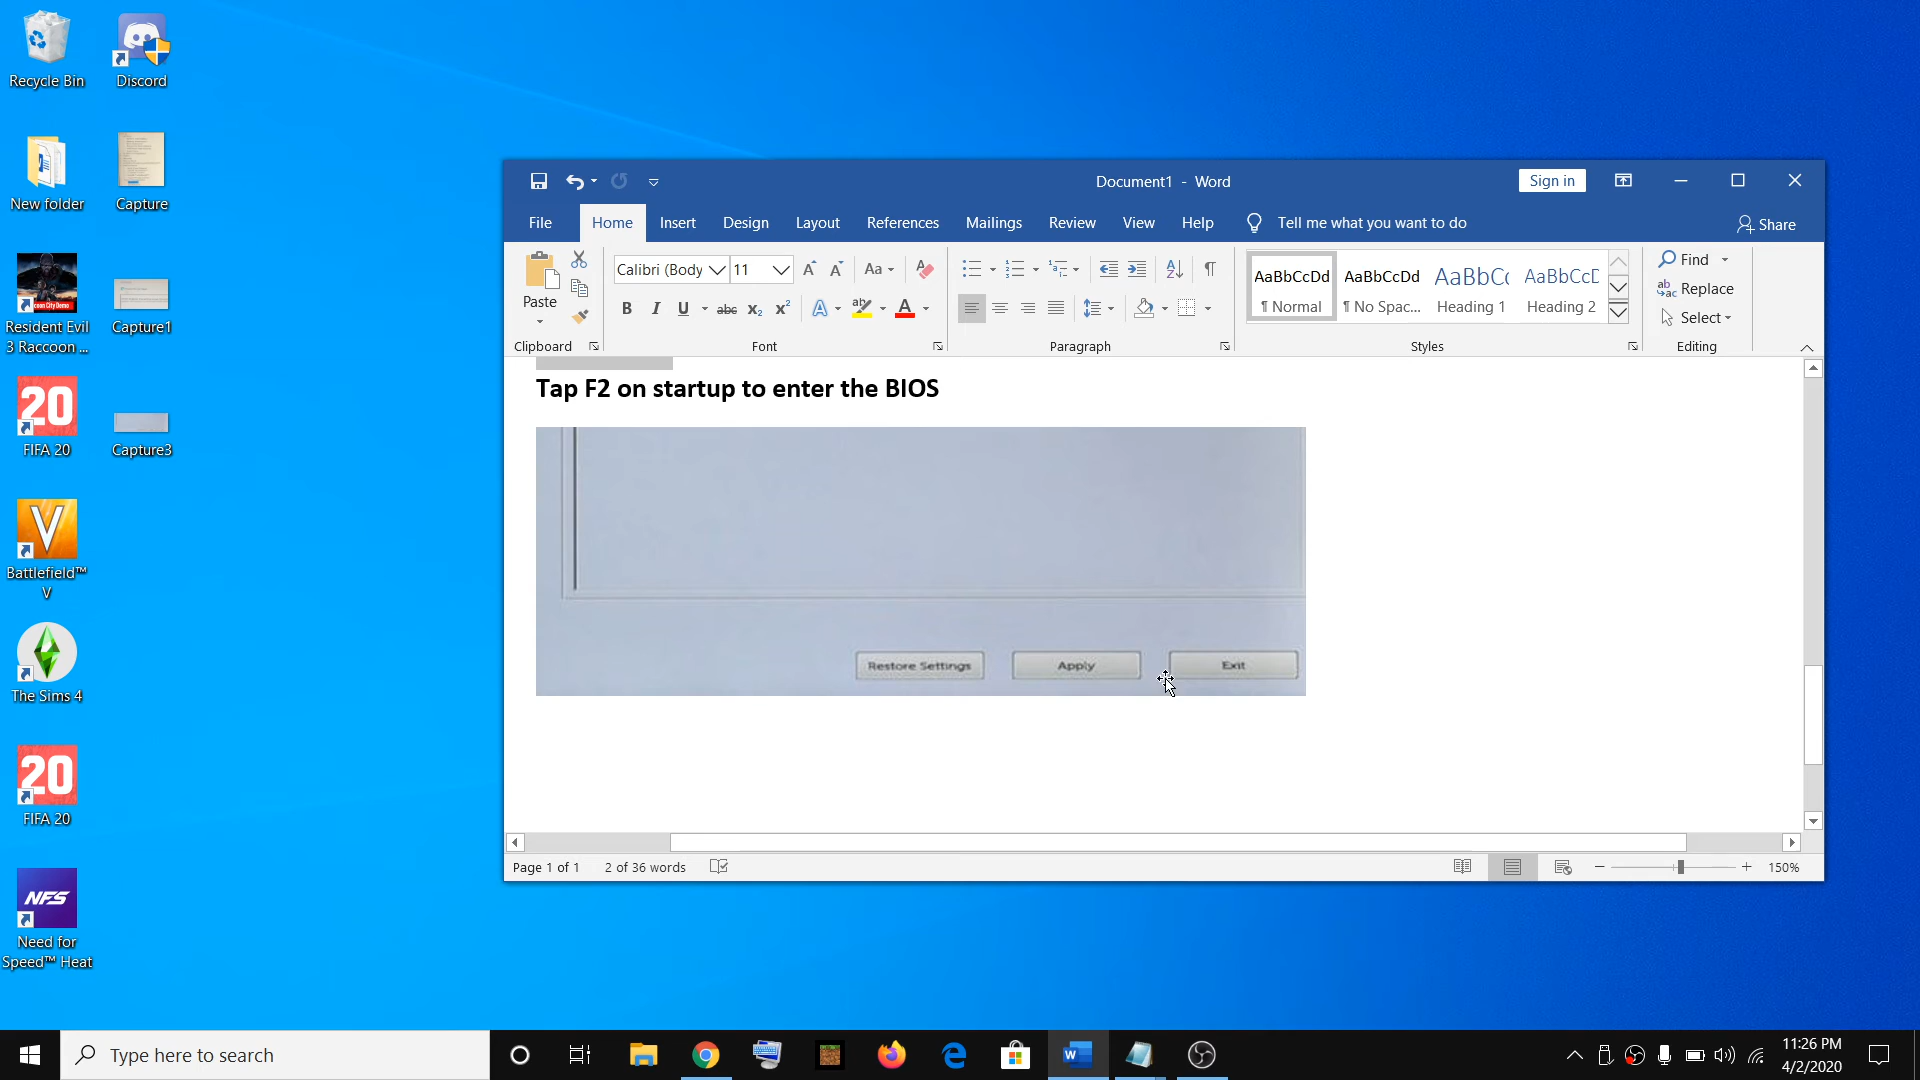 Recycle Bin
Discord
New folder
Capture
Resident Evil
3 Raccoon ...
Capture1
FIFA 20
Capture3
Battlefield™
V
The Sims 4
FIFA 20
Need for
Speed™ Heat
Document1 - Word
Sign in
File
Home
Insert
Design
Layout
References
Mailings
Review
View
Help
Tell me what you want to do
Share
Paste
Calibri (Body
11
Aa
AaBbCcDd
AaBbCcDd
AaBbCc
AaBbCcE
¶ Normal
¶ No Spac...
Heading 1
Heading 2
Find
Replace
Select
Clipboard
Font
Paragraph
Styles
Editing
Tap F2 on startup to enter the BIOS
Restore Settings
Apply
Exit
Page 1 of 1
2 of 36 words
150%
Type here to search
11:26 PM
4/2/2020